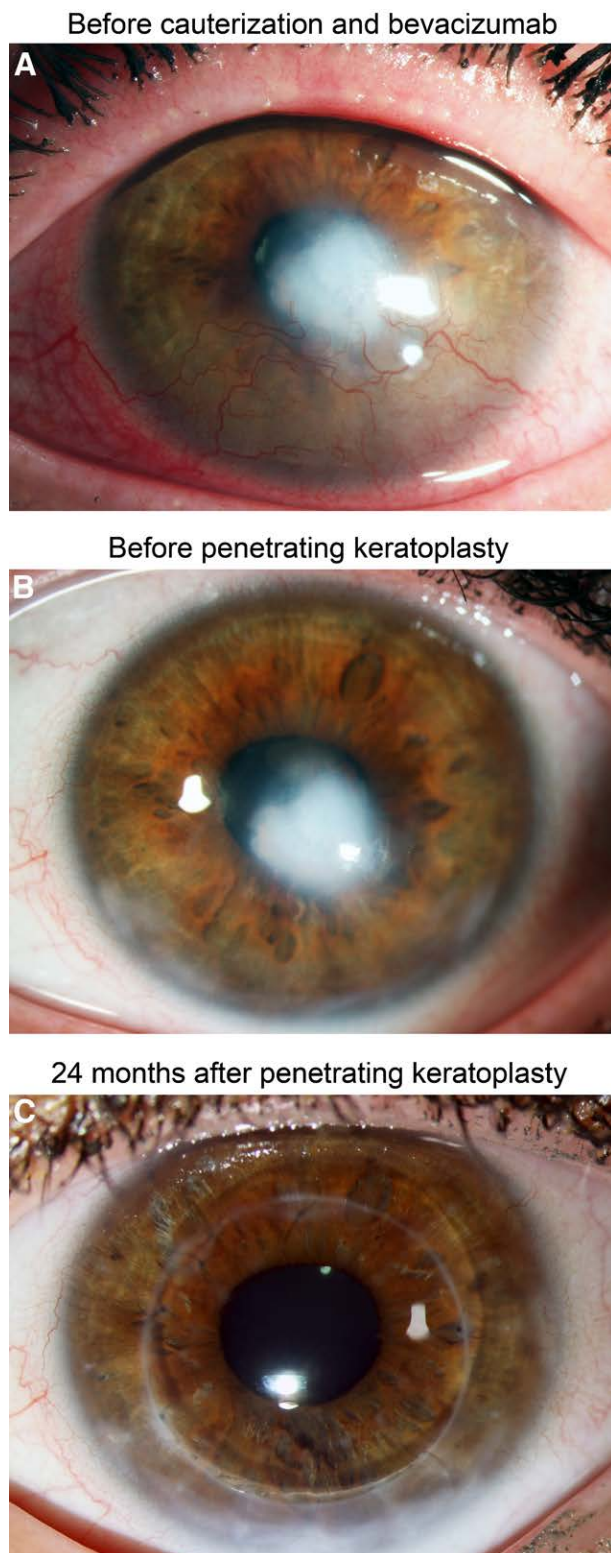 Before cauterization and bevacizumab
A
Before penetrating keratoplasty
B
24 months after penetrating keratoplasty
C